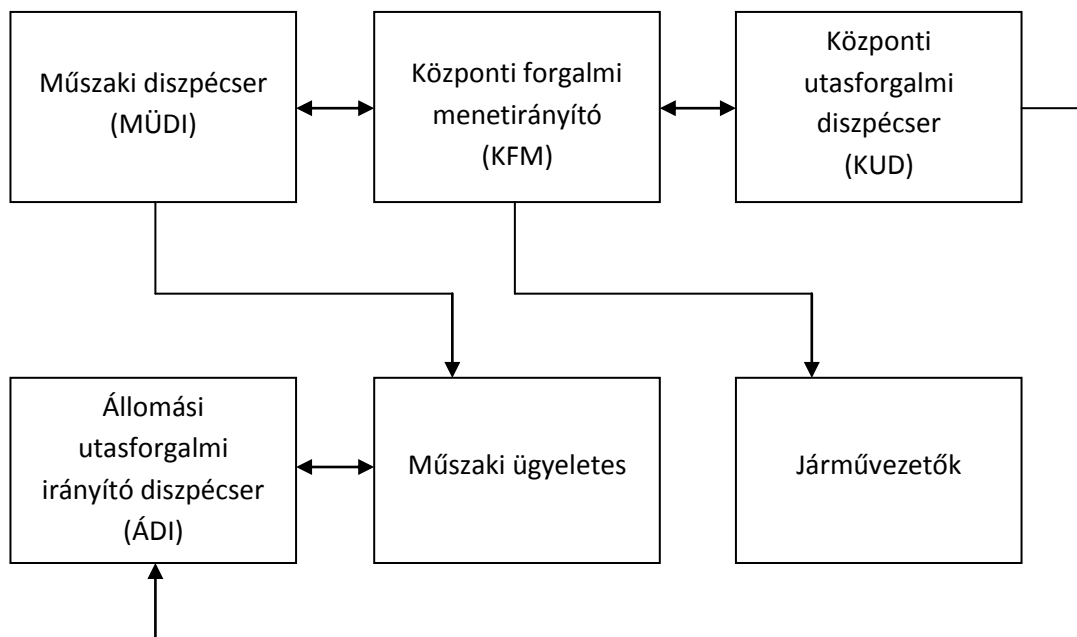 Műszaki diszpécser
(MÜDI)
Központi forgalmi
menetirányító
(KFM)
Központi
utasforgalmi
diszpécser
(KUD)
Állomási
utasforgalmi
irányító diszpécser
(ÁDI)
Műszaki ügyeletes
Járművezetők